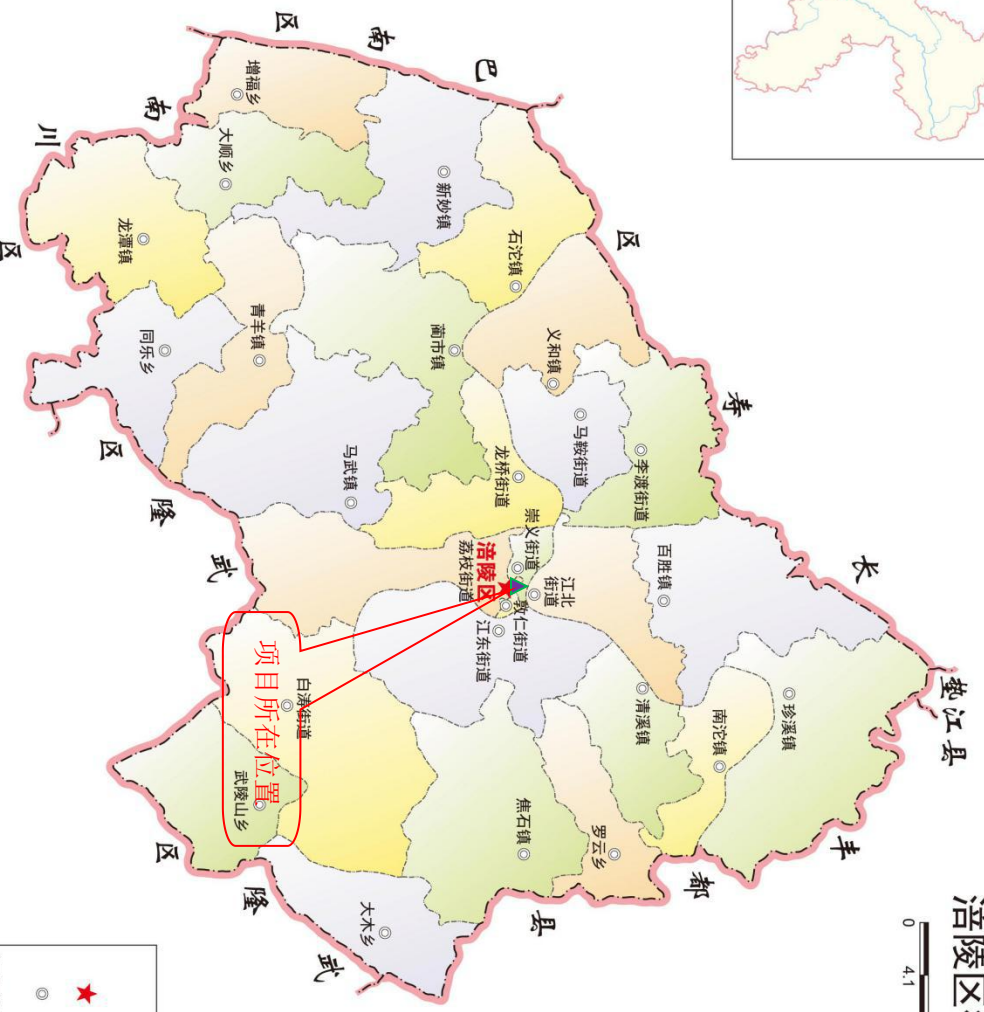 涪陵区
0
4.1
垫江县
长寿区
丰都县
武隆区
武隆区
南川区
巴南区
珍溪镇
南沱镇
百胜镇
清溪镇
罗云乡
焦石镇
李渡街道
马鞍街道
义和镇
石沱镇
江北
街道
崇义街道
敦仁街道
涪陵区
荔枝街道
江东街道
龙桥街道
蔺市镇
新妙镇
马武镇
白涛街道
武陵山乡
大木乡
青羊镇
同乐乡
龙潭镇
大顺乡
增福乡
项目所在位置